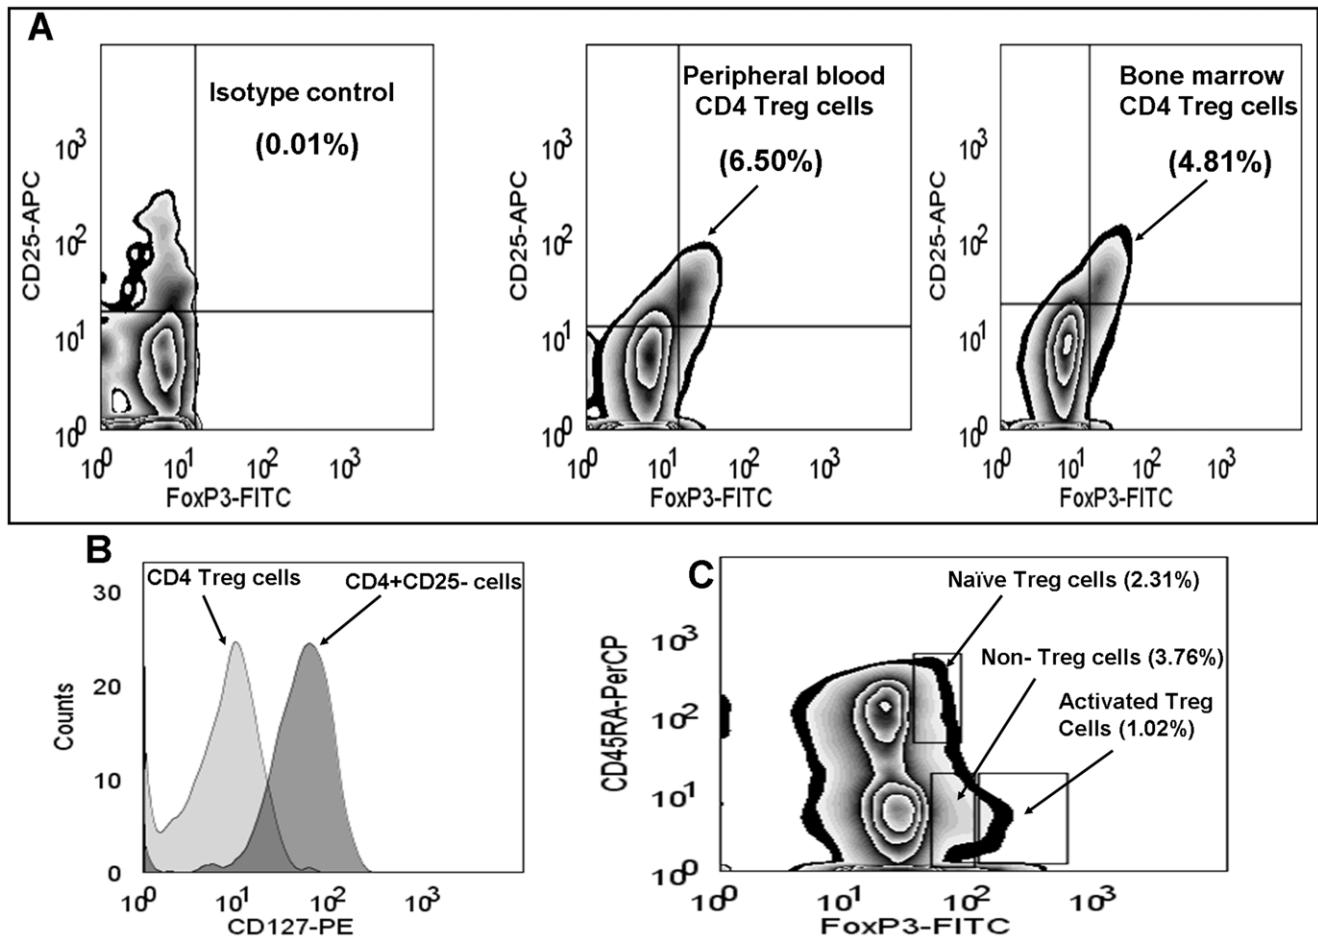 A
Isotype control
(0.01%)
CD25-APC
10³
10²
10¹
10⁰
10⁰ 10¹ 10² 10³
FoxP3-FITC
Peripheral blood
CD4 Treg cells
(6.50%)
CD25-APC
10³
10²
10¹
10⁰
10⁰ 10¹ 10² 10³
FoxP3-FITC
Bone marrow
CD4 Treg cells
(4.81%)
CD25-APC
10³
10²
10¹
10⁰
10⁰ 10¹ 10² 10³
FoxP3-FITC
B
CD4 Treg cells
CD4+CD25- cells
Counts
30
20
10
0
10⁰ 10¹ 10² 10³
CD127-PE
C
Naïve Treg cells (2.31%)
Non- Treg cells (3.76%)
Activated Treg
Cells (1.02%)
CD45RA-PerCP
10³
10²
10¹
10⁰
10⁰ 10¹ 10² 10³
FoxP3-FITC